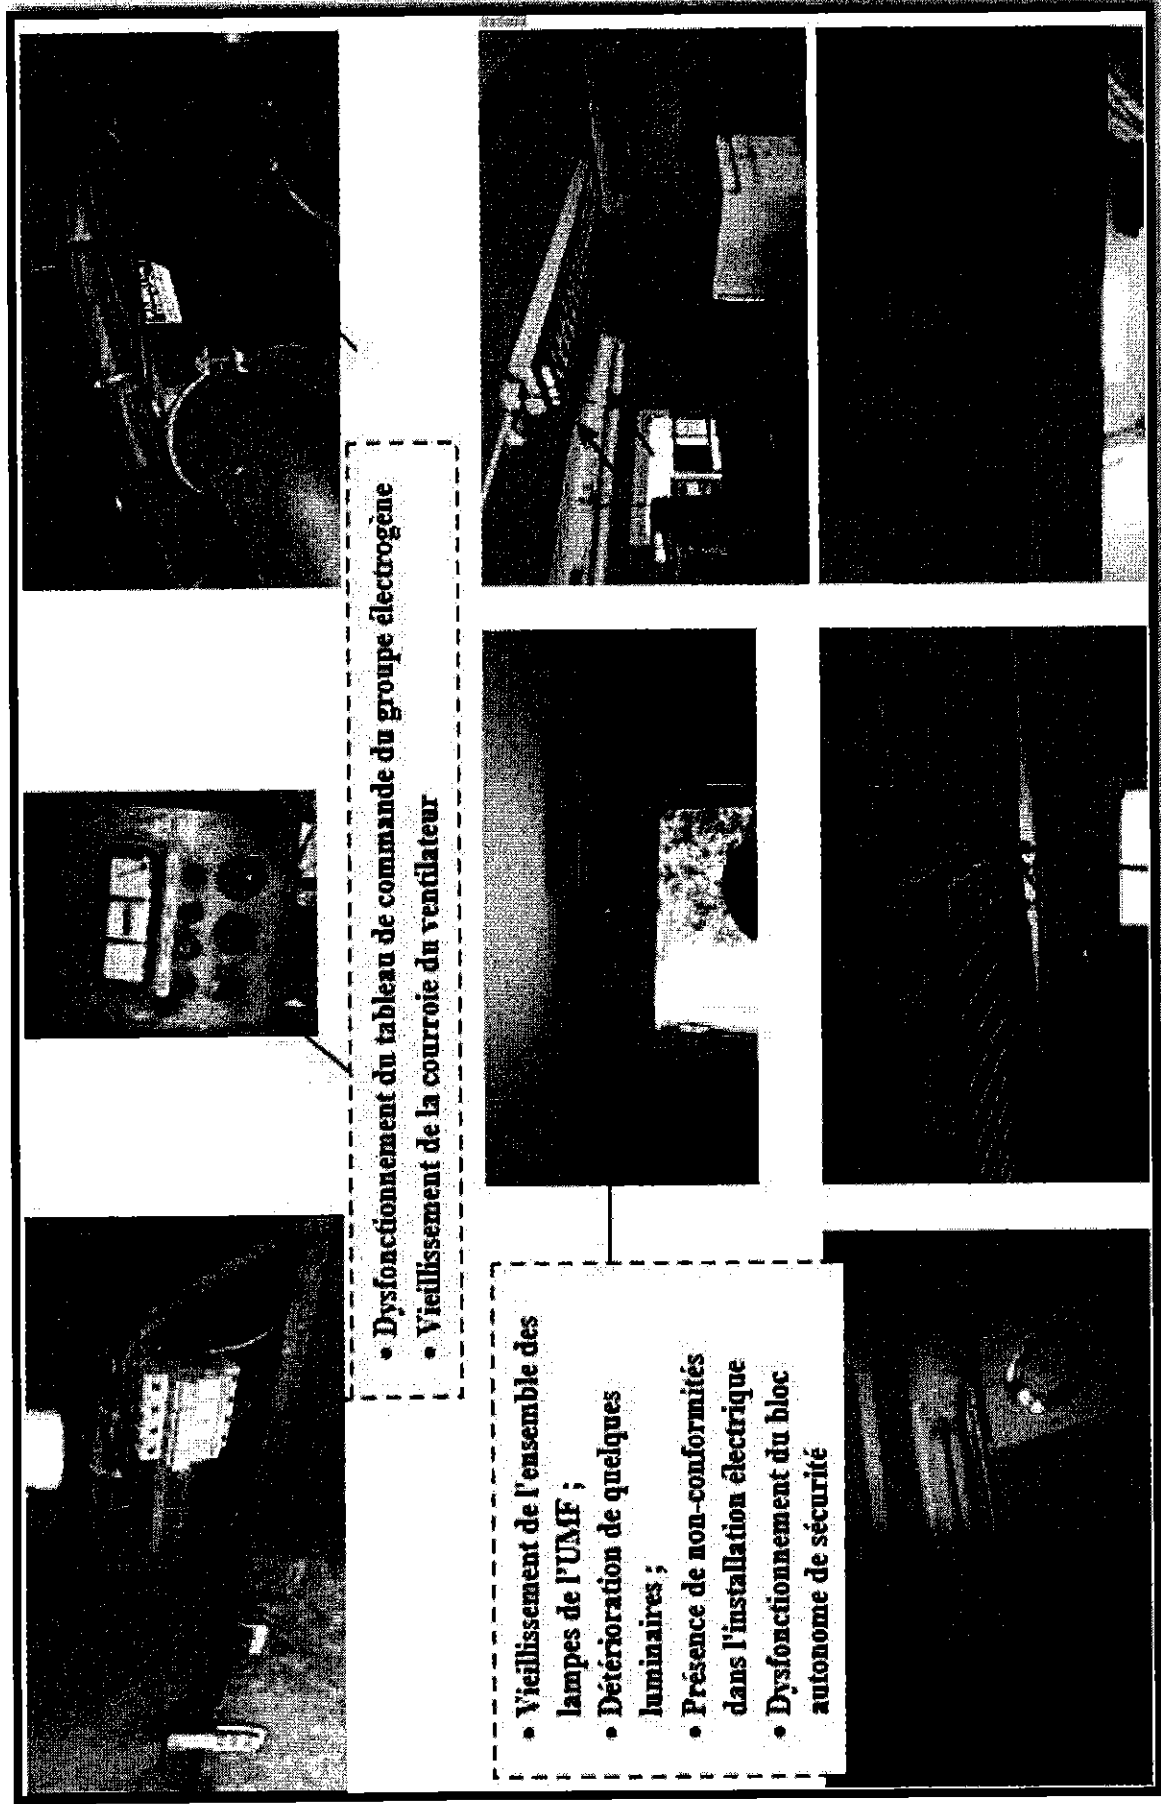 • Dysfonctionnement du tableau de commande du groupe électrogène
• Vieillissement de la courroie du ventilateur
• Vieillissement de l'ensemble des
lampes de l'UMF ;
• Détérioration de quelques
luminaires ;
• Présence de non-conformités
dans l'installation électrique
• Dysfonctionnement du bloc
autonome de sécurité